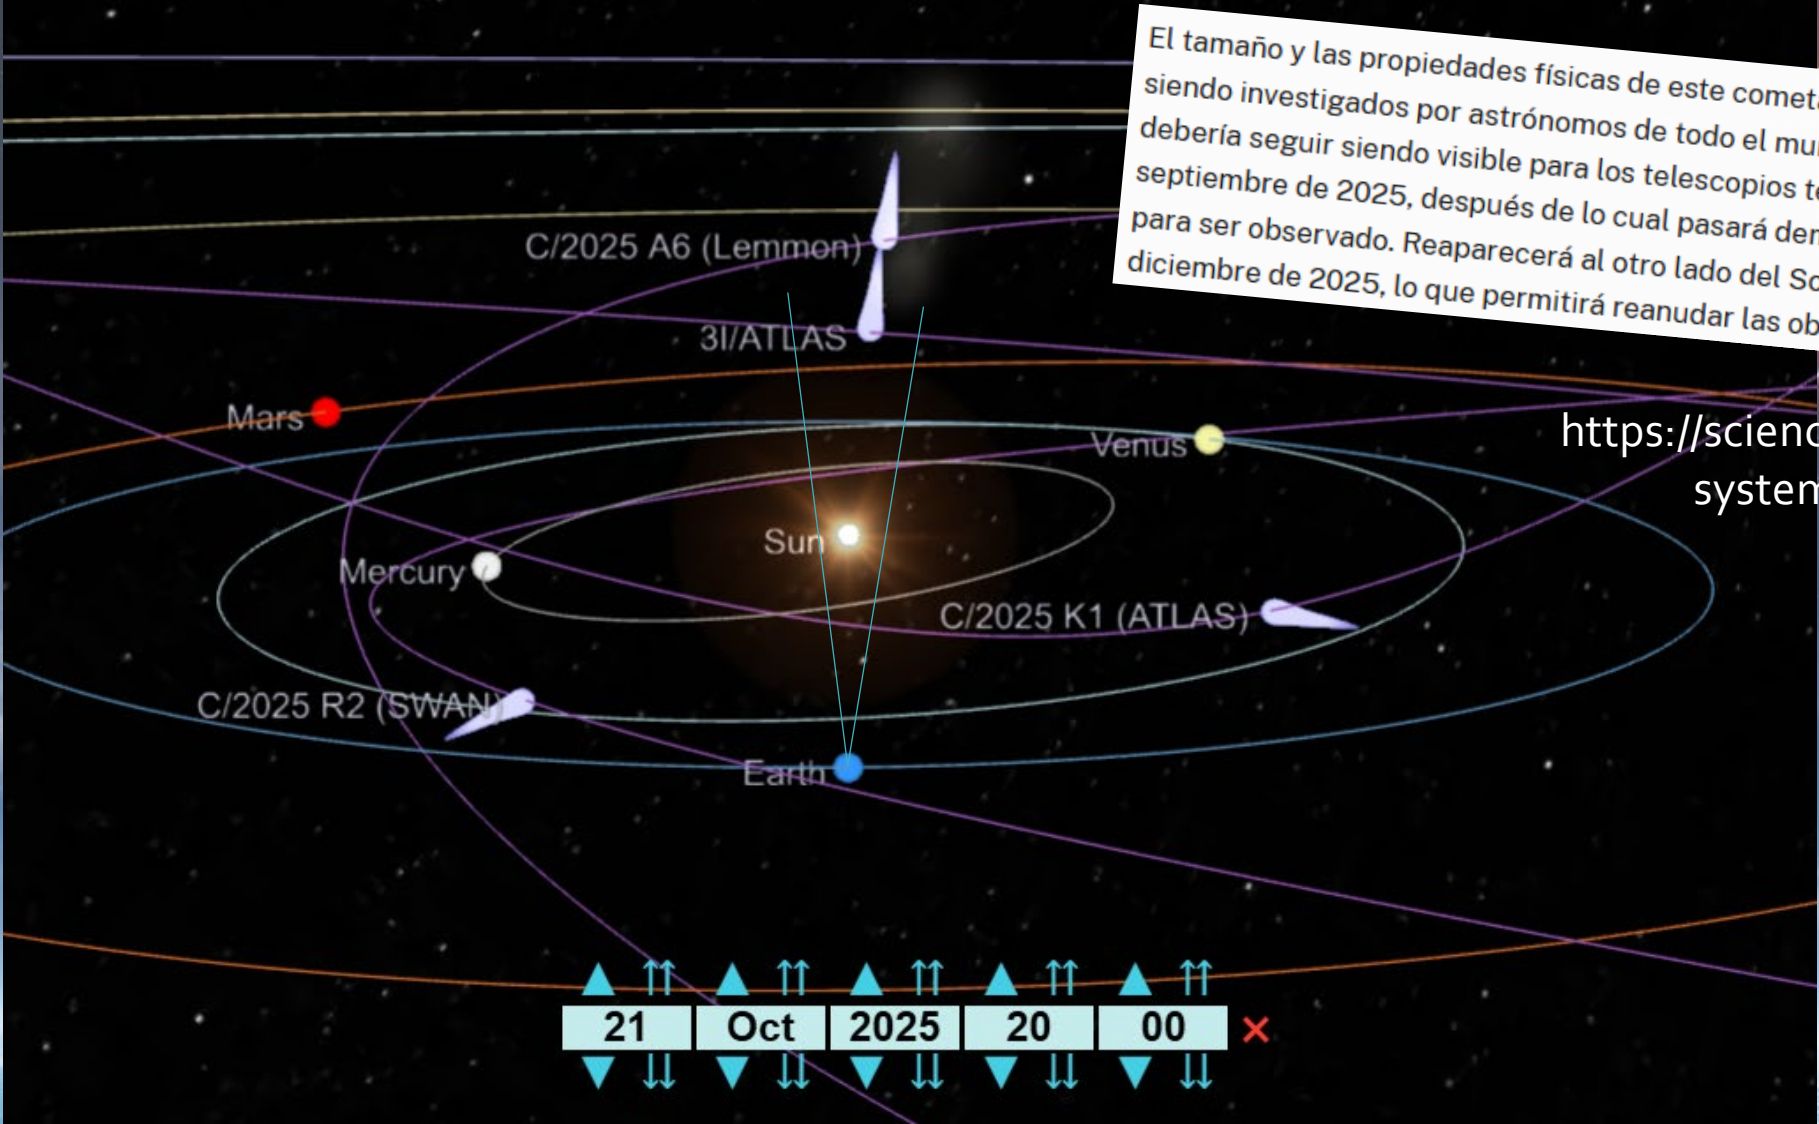 El tamaño y las propiedades físicas de este comet
siendo investigados por astrónomos de todo el mu
debería seguir siendo visible para los telescopios t
septiembre de 2025, después de lo cual pasará de
para ser observado. Reaparecerá al otro lado del So
diciembre de 2025, lo que permitirá reanudar las ob
C/2025 A6 (Lemmon)
3I/ATLAS
Mars
Venus
https://scienc
system
Sun
Mercury
C/2025 K1 (ATLAS)
C/2025 R2 (SWAN)
Earth
21 Oct 2025 20 00